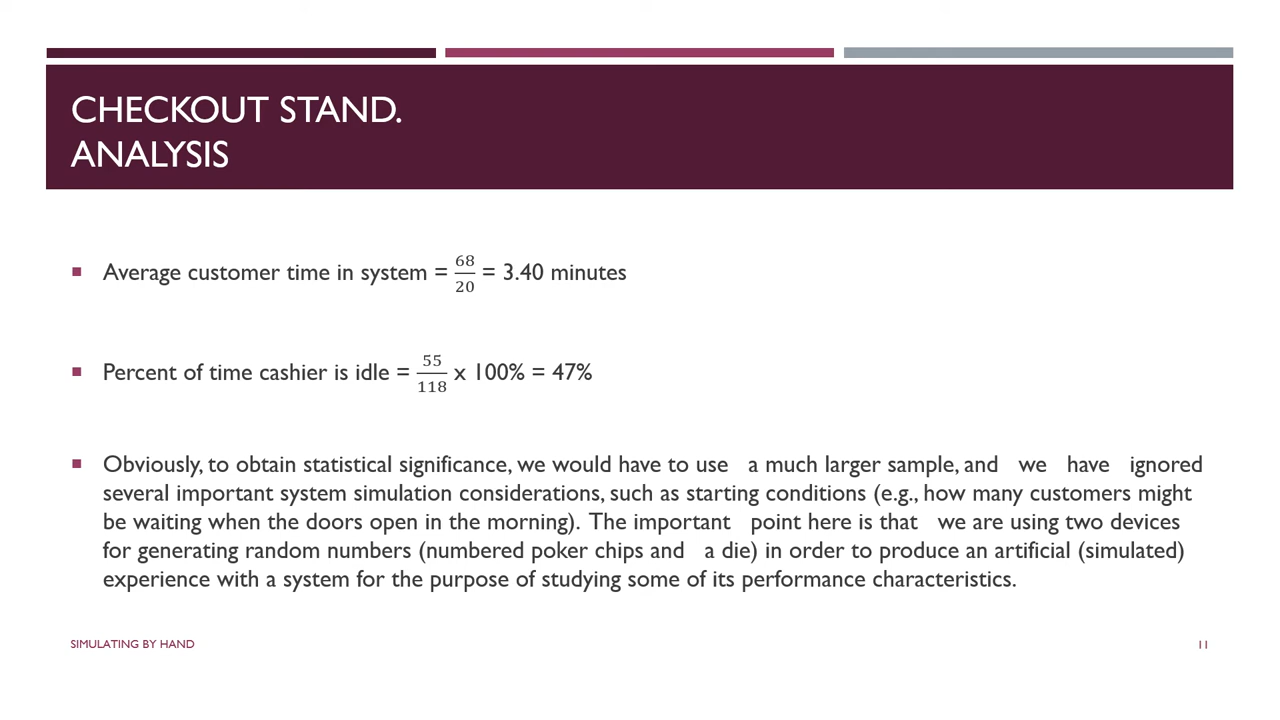 CHECKOUT STAND.
ANALYSIS
Average customer time in system = 68/20 = 3.40 minutes
Percent of time cashier is idle = 55/118 x 100% = 47%
Obviously, to obtain statistical significance, we would have to use a much larger sample, and we have ignored
several important system simulation considerations, such as starting conditions (e.g., how many customers might
be waiting when the doors open in the morning). The important point here is that we are using two devices
for generating random numbers (numbered poker chips and a die) in order to produce an artificial (simulated)
experience with a system for the purpose of studying some of its performance characteristics.
SIMULATING BY HAND
11